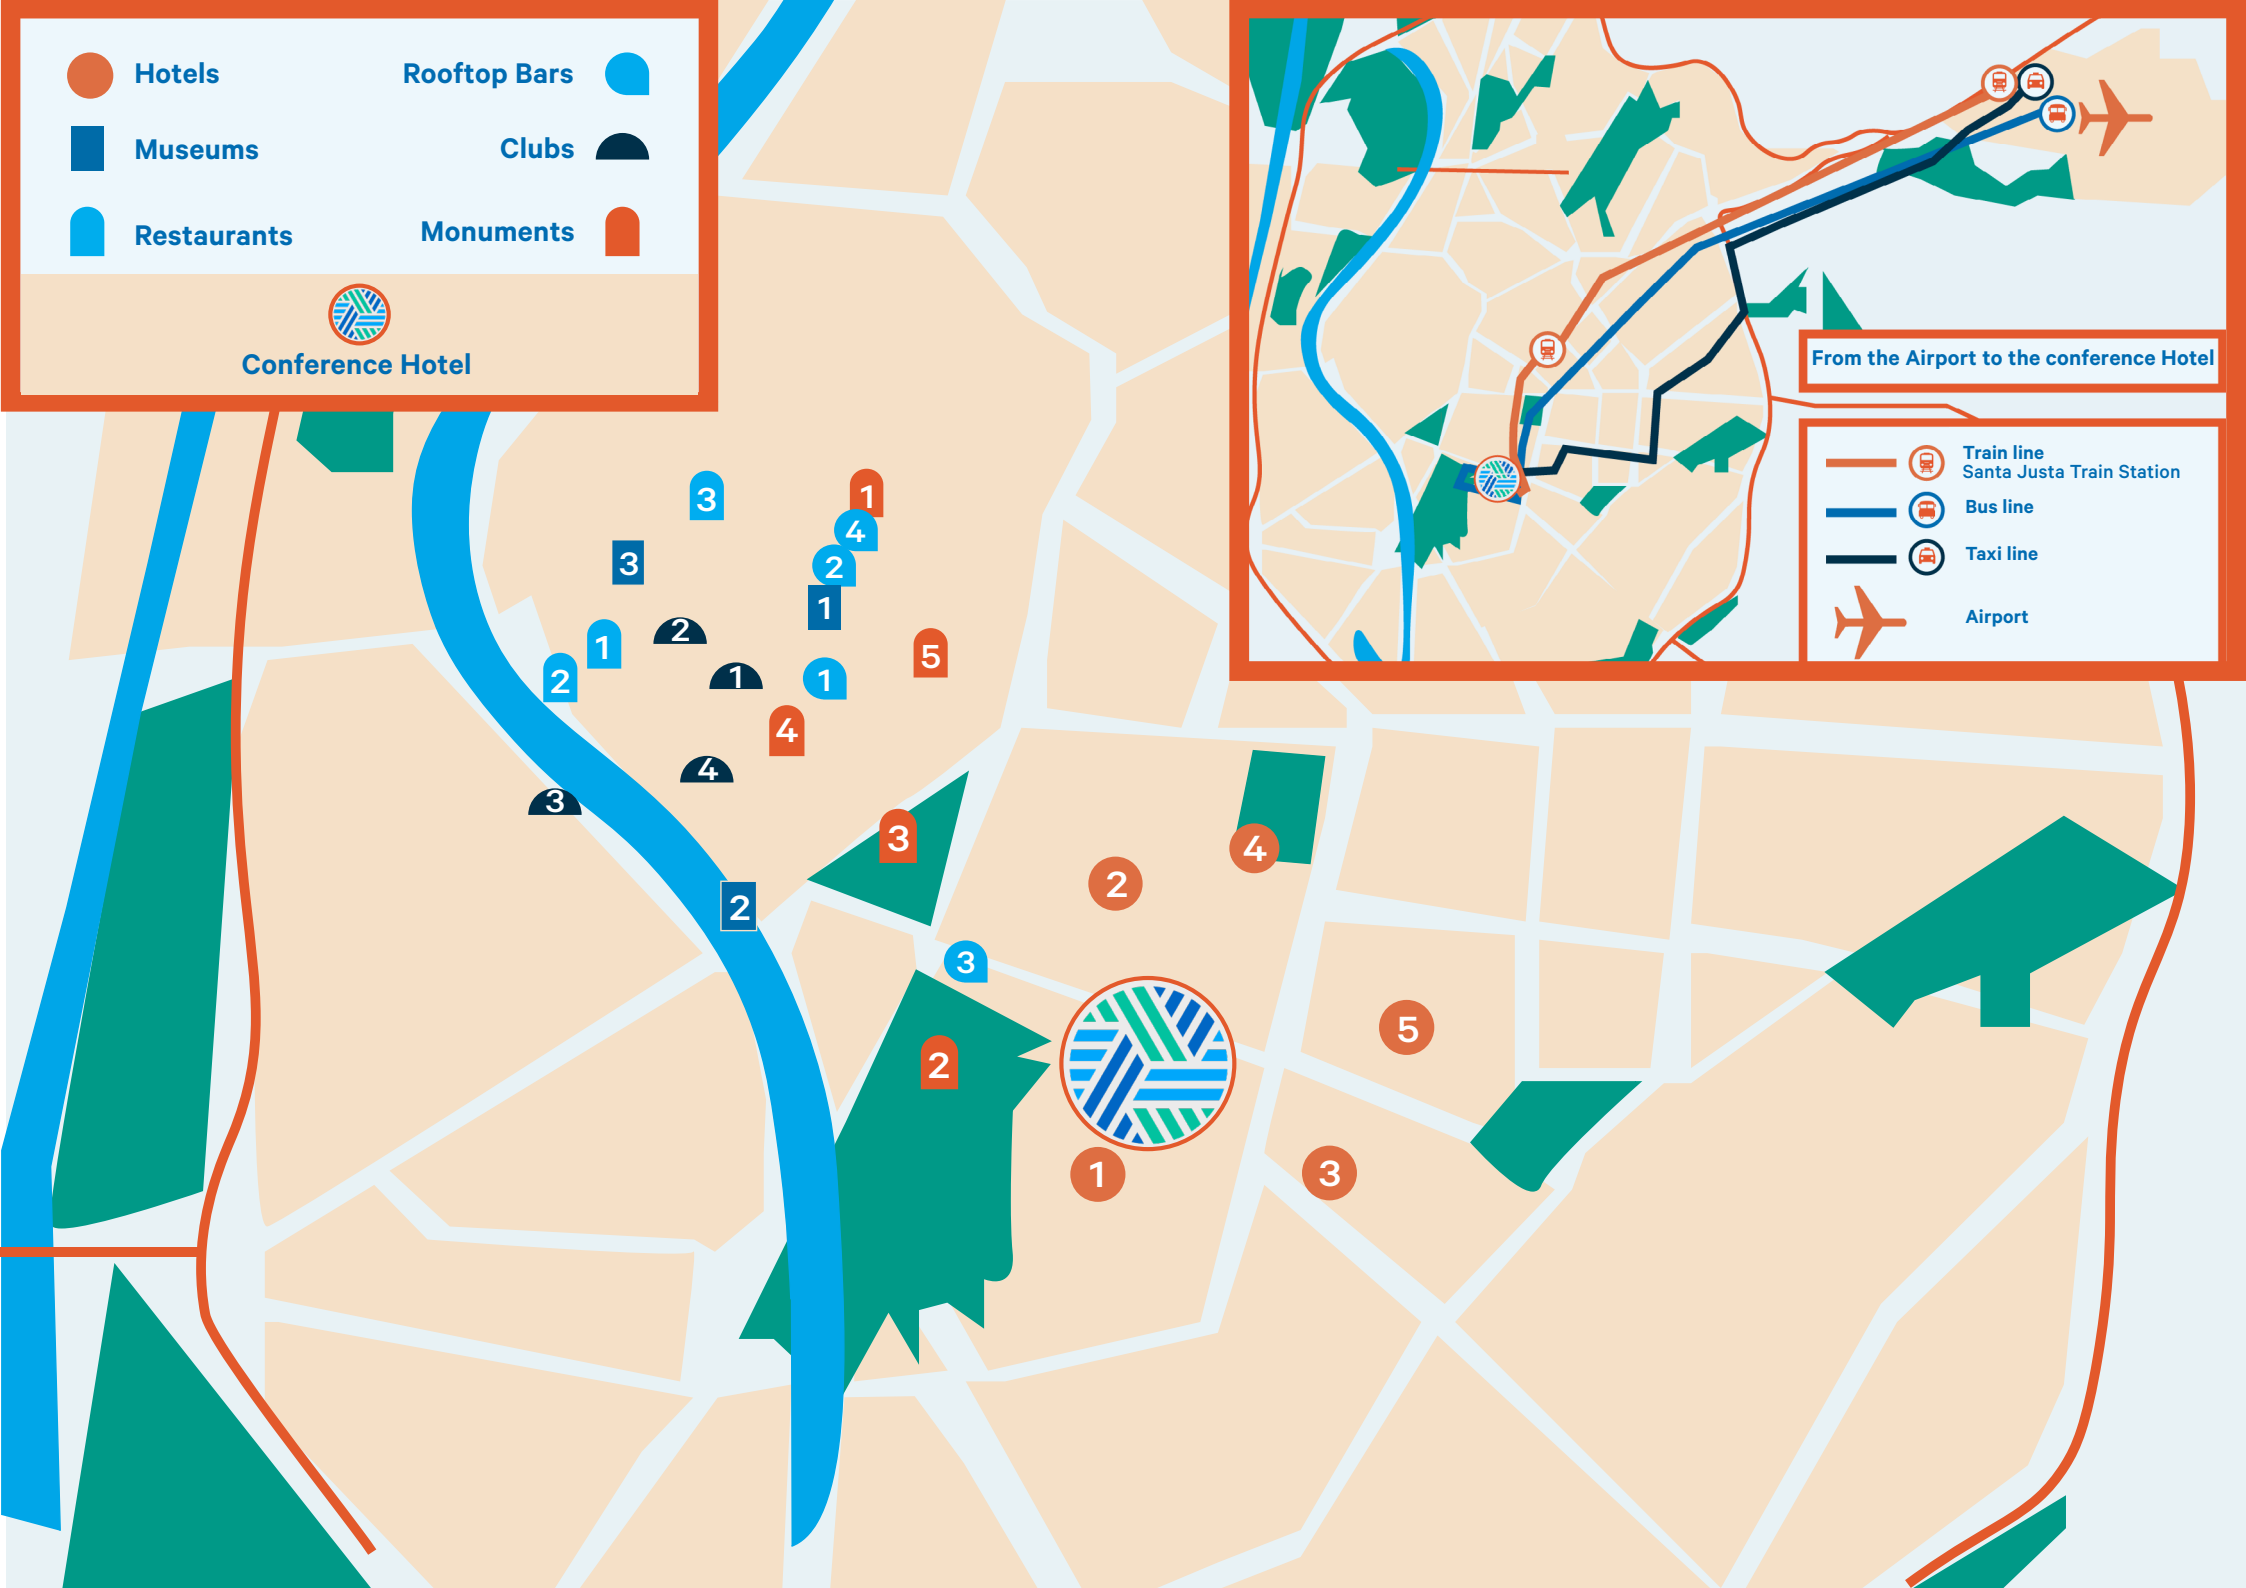 Hotels
Rooftop Bars
Museums
Clubs
Restaurants
Monuments
Conference Hotel
From the Airport to the conference Hotel
Train line
Santa Justa Train Station
Bus line
Taxi line
Airport
3
1
4
3
2
1
1
2
5
2
1
1
4
4
3
3
4
2
2
3
5
2
1
3